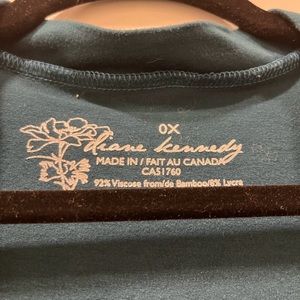 0X
diane kennedy
MADE IN / FAIT AU CANADA
CA51760
92% Viscose from/de Bamboo/8% Lycra